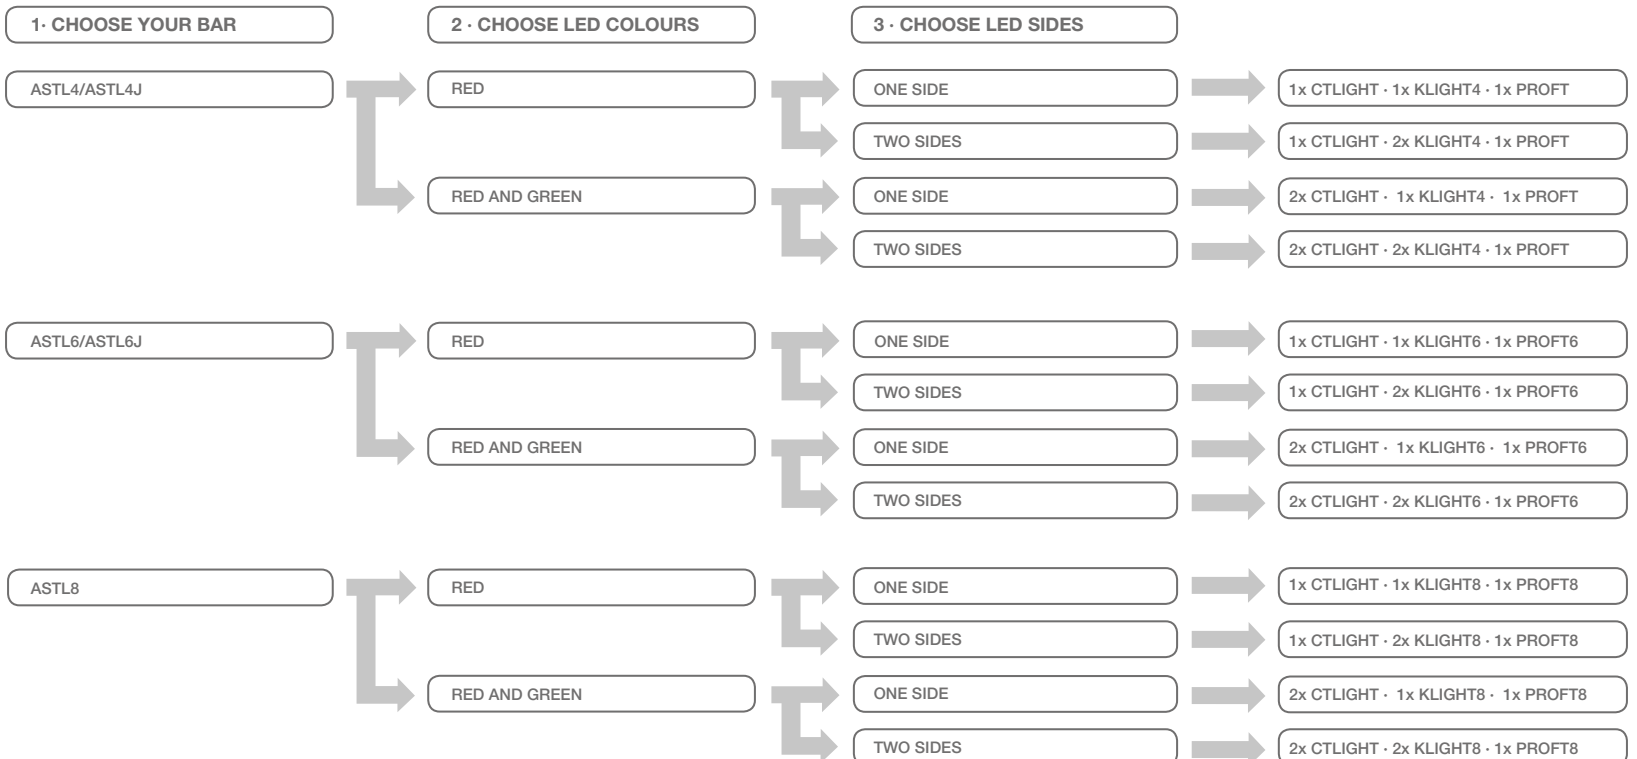 1· CHOOSE YOUR BAR
2 · CHOOSE LED COLOURS
3 · CHOOSE LED SIDES
ASTL4/ASTL4J
RED
ONE SIDE
1x CTLIGHT · 1x KLIGHT4 · 1x PROFT
TWO SIDES
1x CTLIGHT · 2x KLIGHT4 · 1x PROFT
RED AND GREEN
ONE SIDE
2x CTLIGHT · 1x KLIGHT4 · 1x PROFT
TWO SIDES
2x CTLIGHT · 2x KLIGHT4 · 1x PROFT
ASTL6/ASTL6J
RED
ONE SIDE
1x CTLIGHT · 1x KLIGHT6 · 1x PROFT6
TWO SIDES
1x CTLIGHT · 2x KLIGHT6 · 1x PROFT6
RED AND GREEN
ONE SIDE
2x CTLIGHT · 1x KLIGHT6 · 1x PROFT6
TWO SIDES
2x CTLIGHT · 2x KLIGHT6 · 1x PROFT6
ASTL8
RED
ONE SIDE
1x CTLIGHT · 1x KLIGHT8 · 1x PROFT8
TWO SIDES
1x CTLIGHT · 2x KLIGHT8 · 1x PROFT8
RED AND GREEN
ONE SIDE
2x CTLIGHT · 1x KLIGHT8 · 1x PROFT8
TWO SIDES
2x CTLIGHT · 2x KLIGHT8 · 1x PROFT8